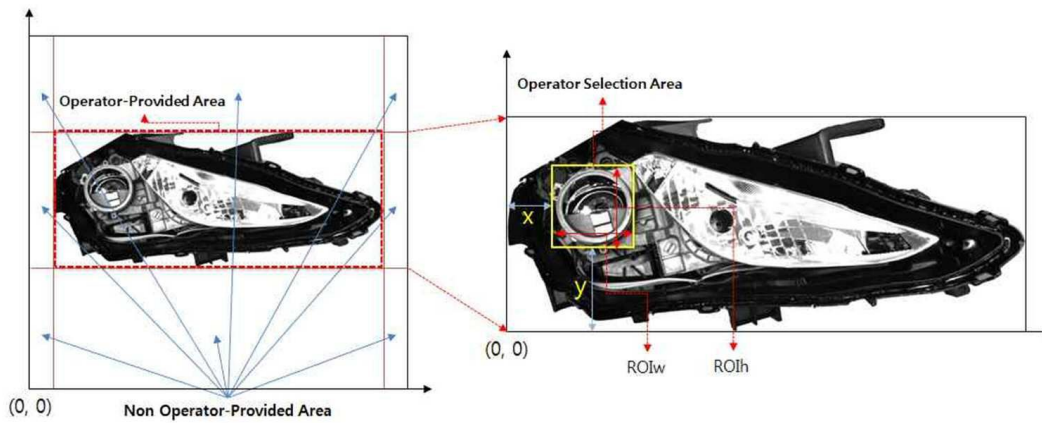 Operator-Provided Area
(0, 0)
Non Operator-Provided Area
Operator Selection Area
x
y
(0, 0)
ROIw
ROIh